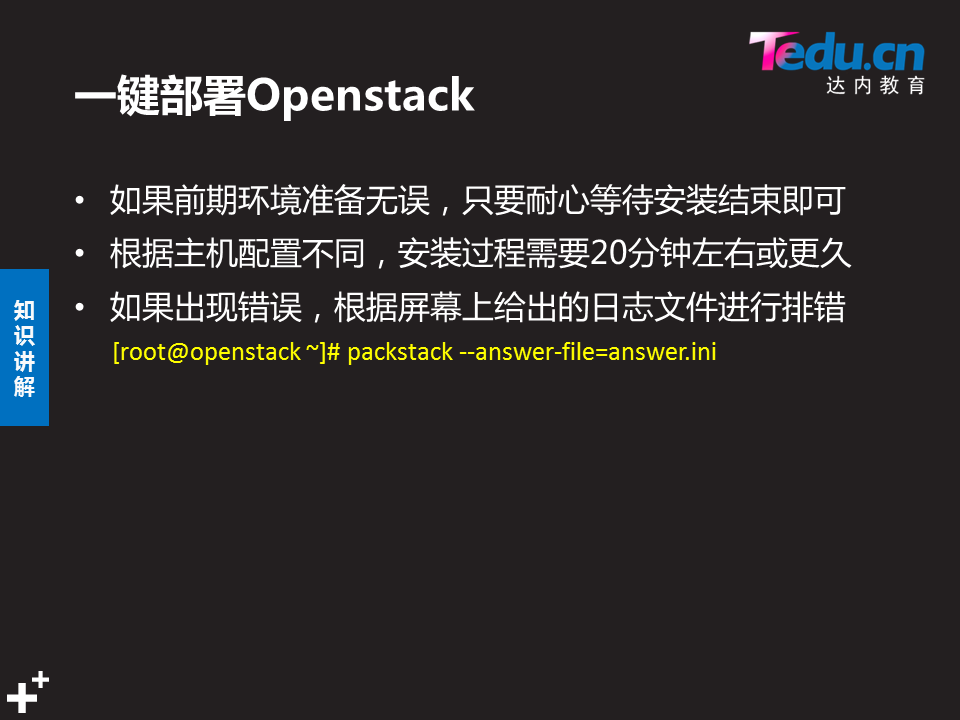 Tedu.cn
达内教育
一键部署Openstack
• 如果前期环境准备无误，只要耐心等待安装结束即可
• 根据主机配置不同，安装过程需要20分钟左右或更久
• 如果出现错误，根据屏幕上给出的日志文件进行排错
[root@openstack ~]# packstack --answer-file=answer.ini
知
识
讲
解